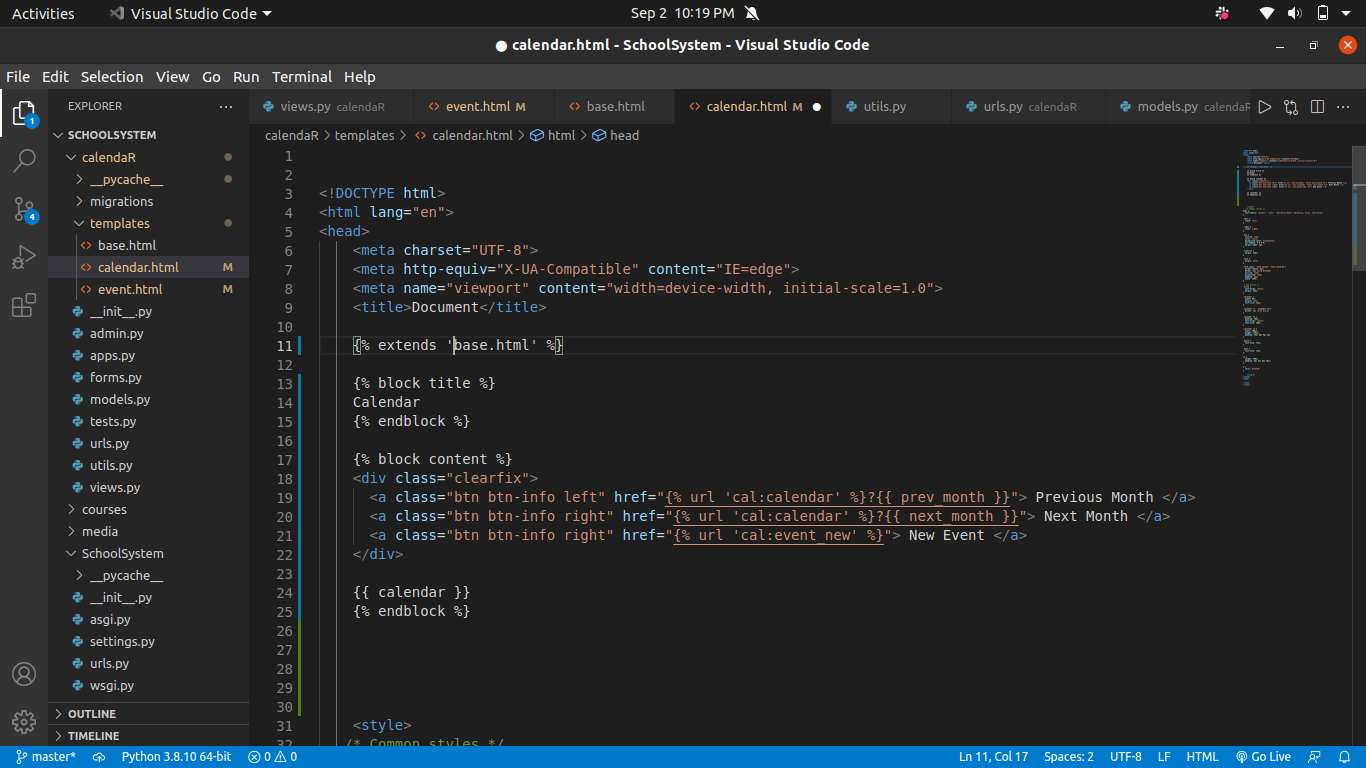 Activities
Visual Studio Code
Sep 2 10:19 PM
● calendar.html - SchoolSystem - Visual Studio Code
File Edit Selection View Go Run Terminal Help
EXPLORER
views.py calendaR
event.html M
base.html
calendar.html M
utils.py
urls.py calendaR
models.py calendaR
1
SCHOOLSYSTEM
calendaR > templates > calendar.html > html > head
calendaR
__pycache__
migrations
4
templates
base.html
calendar.html M
event.html M
__init__.py
admin.py
apps.py
forms.py
models.py
tests.py
urls.py
utils.py
views.py
courses
media
SchoolSystem
__pycache__
__init__.py
asgi.py
settings.py
urls.py
wsgi.py
OUTLINE
TIMELINE
1
2
3 <!DOCTYPE html>
4 <html lang="en">
5 <head>
6 <meta charset="UTF-8">
7 <meta http-equiv="X-UA-Compatible" content="IE=edge">
8 <meta name="viewport" content="width=device-width, initial-scale=1.0">
9 <title>Document</title>
10
11 {% extends 'base.html' %}
12
13 {% block title %}
14 Calendar
15 {% endblock %}
16
17 {% block content %}
18 <div class="clearfix">
19 <a class="btn btn-info left" href="{% url 'cal:calendar' %}?{{ prev_month }}"> Previous Month </a>
20 <a class="btn btn-info right" href="{% url 'cal:calendar' %}?{{ next_month }}"> Next Month </a>
21 <a class="btn btn-info right" href="{% url 'cal:event_new' %}"> New Event </a>
22 </div>
23
24 {{ calendar }}
25 {% endblock %}
26
27
28
29
30
31 <style>
32 /* Common styles */
master* Python 3.8.10 64-bit 0 0 Ln 11, Col 17 Spaces: 2 UTF-8 LF HTML Go Live